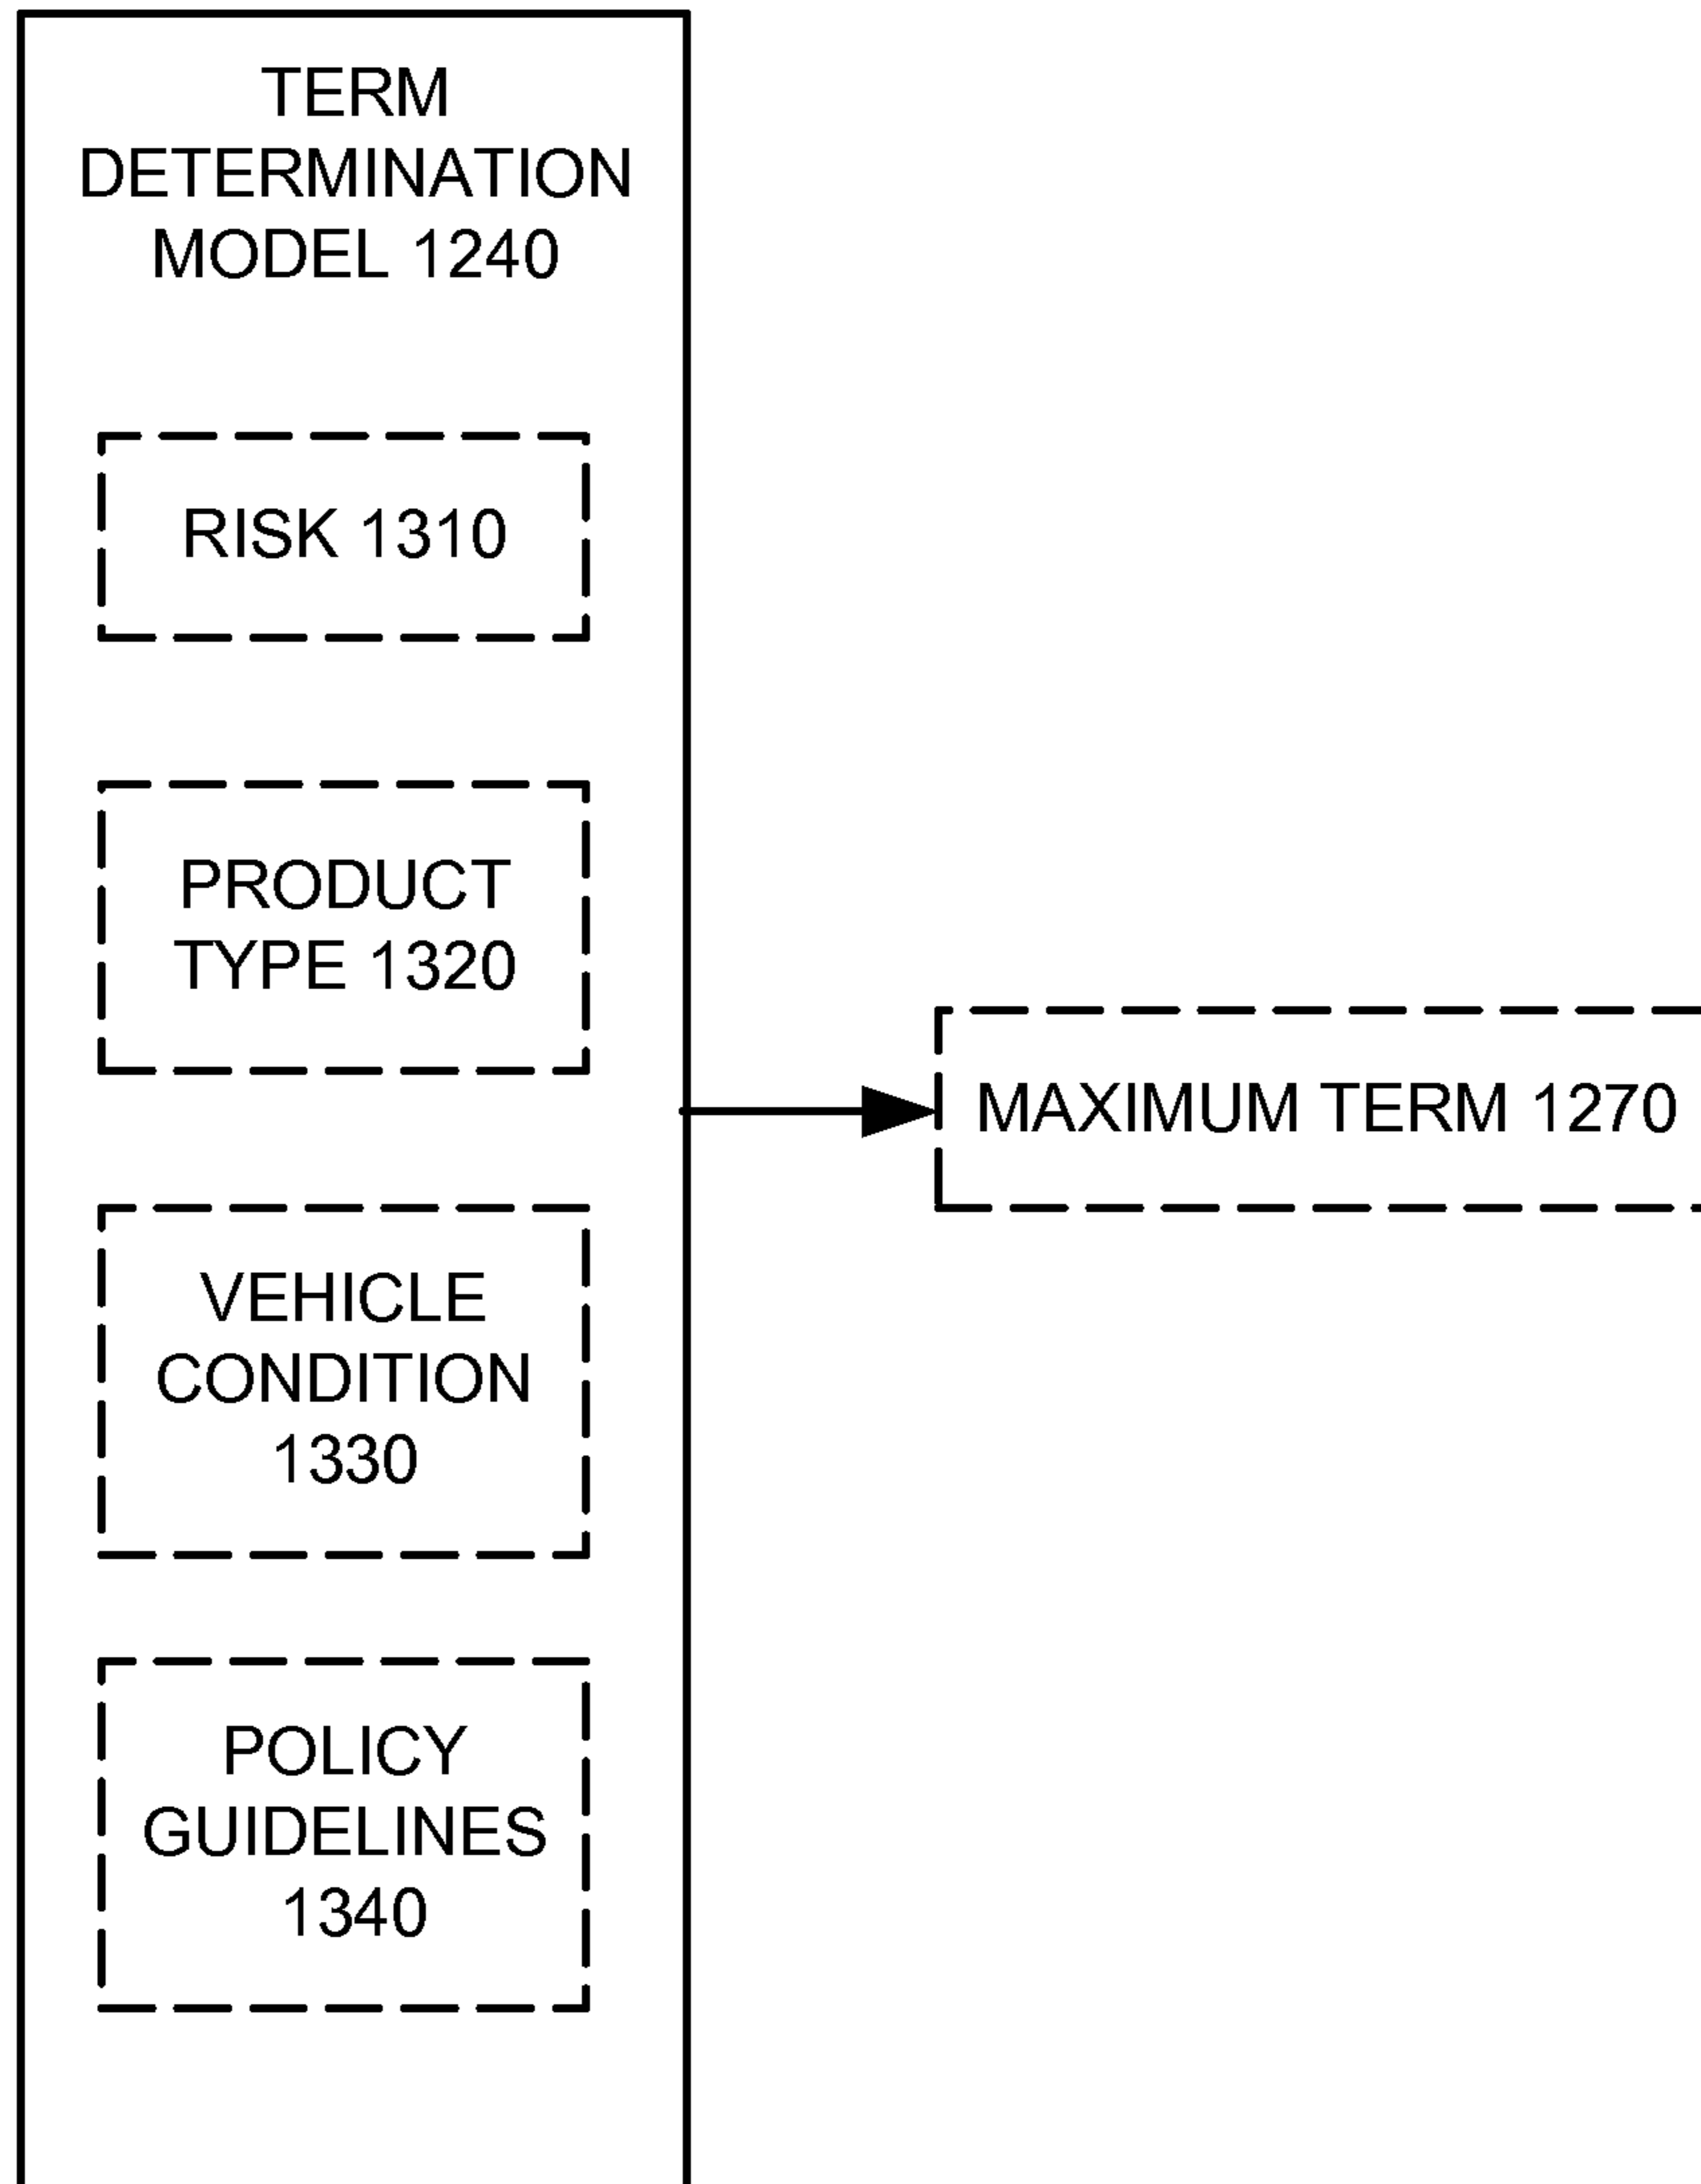 TERM
DETERMINATION
MODEL 1240
RISK 1310
PRODUCT
TYPE 1320
MAXIMUM TERM 1270
VEHICLE
CONDITION
1330
POLICY
GUIDELINES
1340